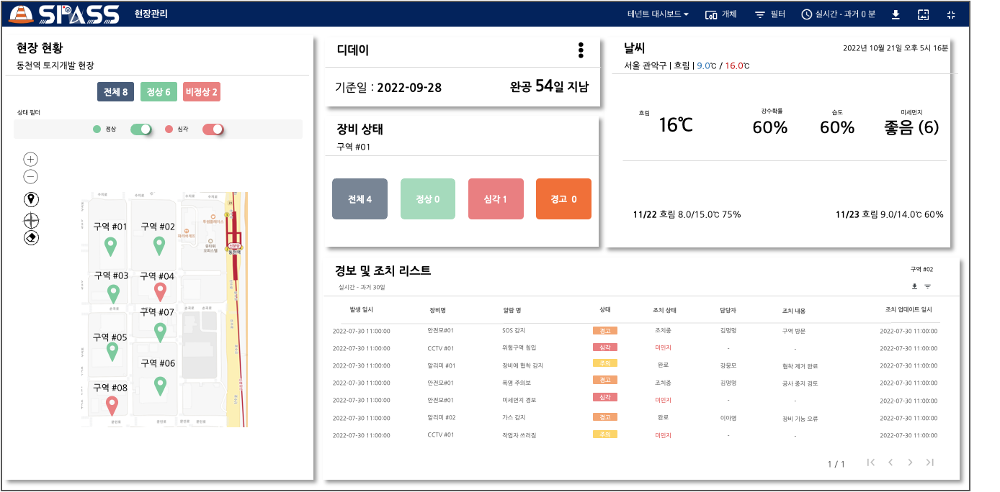 SPASS 현장관리 테넌트 대시보드 개체 필터 실시간 - 과거 0 분
현장 현황
동천역 토지개발 현장
전체 8 정상 6 비정상 2
상태 필터
정상 심각
구역 #01 구역 #02
구역 #03 구역 #04
구역 #07
구역 #05
구역 #06
구역 #08
동천역
디데이
기준일 : 2022-09-28 완공 54일 지남
장비 상태
구역 #01
전체 4 정상 0 심각 1 경고 0
날씨 2022년 10월 21일 오후 5시 16분
서울 관악구 | 흐림 | 9.0℃ / 16.0℃
흐림 16℃
강수확률 60%
습도 60%
미세먼지 좋음 (6)
11/22 흐림 8.0/15.0℃ 75% 11/23 흐림 9.0/14.0℃ 60%
경보 및 조치 리스트 구역 #02
실시간 - 과거 30일
발생 일시 장비명 알람 명 상태 조치 상태 담당자 조치 내용 조치 업데이트 일시
2022-07-30 11:00:00 안전모#01 SOS 감지 경고 조치중 김명명 구역 방문 2022-07-30 11:00:00
2022-07-30 11:00:00 CCTV #01 위험구역 침입 심각 미인지 - - 2022-07-30 11:00:00
2022-07-30 11:00:00 알리미 #01 장비에 협착 감지 주의 완료 강뭉모 협착 제거 완료 2022-07-30 11:00:00
2022-07-30 11:00:00 안전모#01 폭염 주의보 경고 조치중 김명명 공사 중지 검토 2022-07-30 11:00:00
2022-07-30 11:00:00 안전모#01 미세먼지 경보 심각 미인지 - - 2022-07-30 11:00:00
2022-07-30 11:00:00 알리미 #02 가스 감지 경고 완료 이아영 장비 기능 오류 2022-07-30 11:00:00
2022-07-30 11:00:00 CCTV #01 작업자 쓰러짐 주의 미인지 - - 2022-07-30 11:00:00
1 / 1